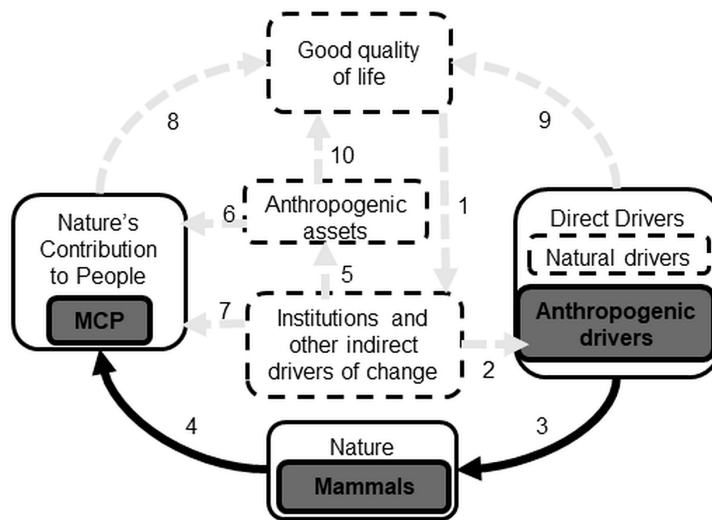 Good quality
of life
8
9
10
1
Nature's
Contribution
to People
MCP
6
Anthropogenic
assets
Direct Drivers
Natural drivers
Anthropogenic
drivers
5
7
Institutions and
other indirect
drivers of change
2
4
3
Nature
Mammals